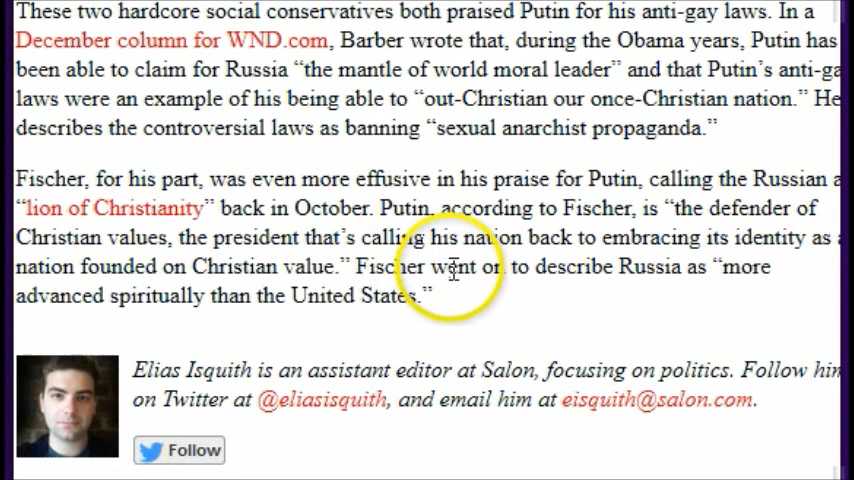 These two hardcore social conservatives both praised Putin for his anti-gay laws. In a
December column for WND.com, Barber wrote that, during the Obama years, Putin has
been able to claim for Russia “the mantle of world moral leader” and that Putin’s anti-ga
laws were an example of his being able to “out-Christian our once-Christian nation.” He
describes the controversial laws as banning “sexual anarchist propaganda.”
Fischer, for his part, was even more effusive in his praise for Putin, calling the Russian a
“lion of Christianity” back in October. Putin, according to Fischer, is “the defender of
Christian values, the president that’s calling his nation back to embracing its identity as a
nation founded on Christian value.” Fischer went on to describe Russia as “more
advanced spiritually than the United States.”
Elias Isquith is an assistant editor at Salon, focusing on politics. Follow him
on Twitter at @eliasisquith, and email him at eisquith@salon.com.
Follow